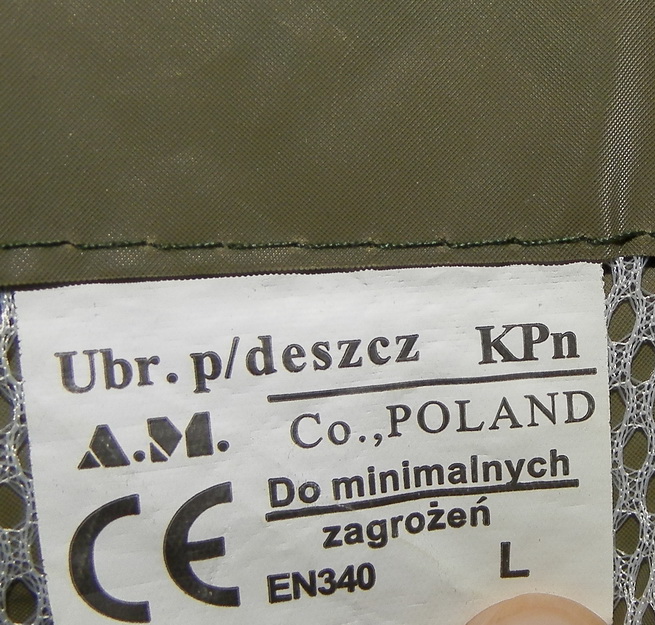 Ubr. p/deszcz KPn
A.M. Co.,POLAND
CE Do minimalnych
zagrożeń
EN340 L